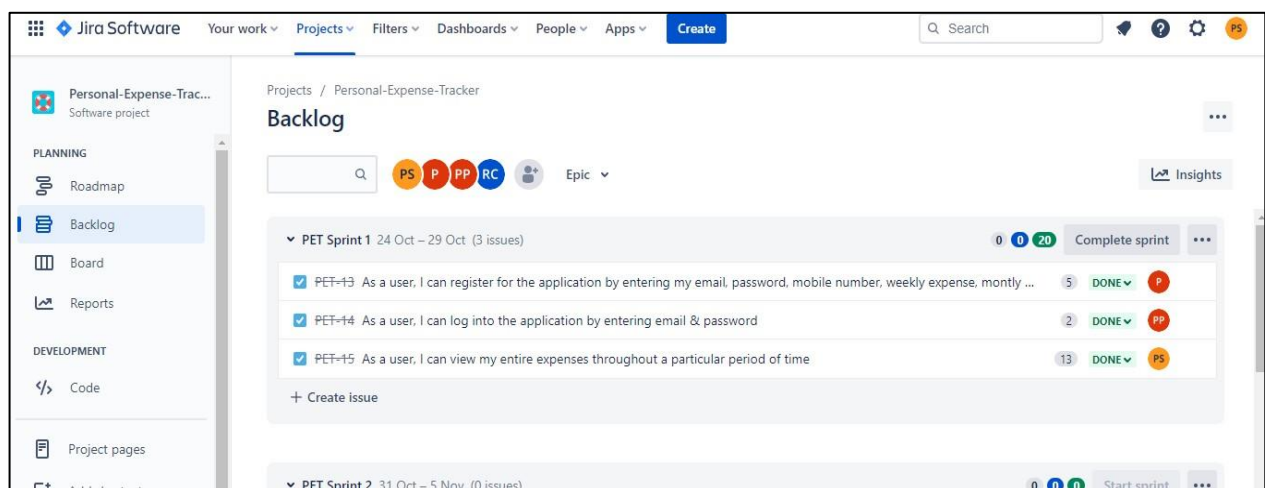 Jira Software Your work Projects Filters Dashboards People Apps Create Search PS
Personal-Expense-Trac...
Software project
PLANNING
Roadmap
Backlog
Board
Reports
DEVELOPMENT
Code
Project pages
Projects / Personal-Expense-Tracker
Backlog
PS P PP RC Epic Insights
PET Sprint 1 24 Oct – 29 Oct (3 issues) 0 0 20 Complete sprint
PET-13 As a user, I can register for the application by entering my email, password, mobile number, weekly expense, montly ... 5 DONE P
PET-14 As a user, I can log into the application by entering email & password 2 DONE PP
PET-15 As a user, I can view my entire expenses throughout a particular period of time 13 DONE PS
+ Create issue
PET Sprint 2 31 Oct – 5 Nov (0 issues) 0 0 0 Start sprint